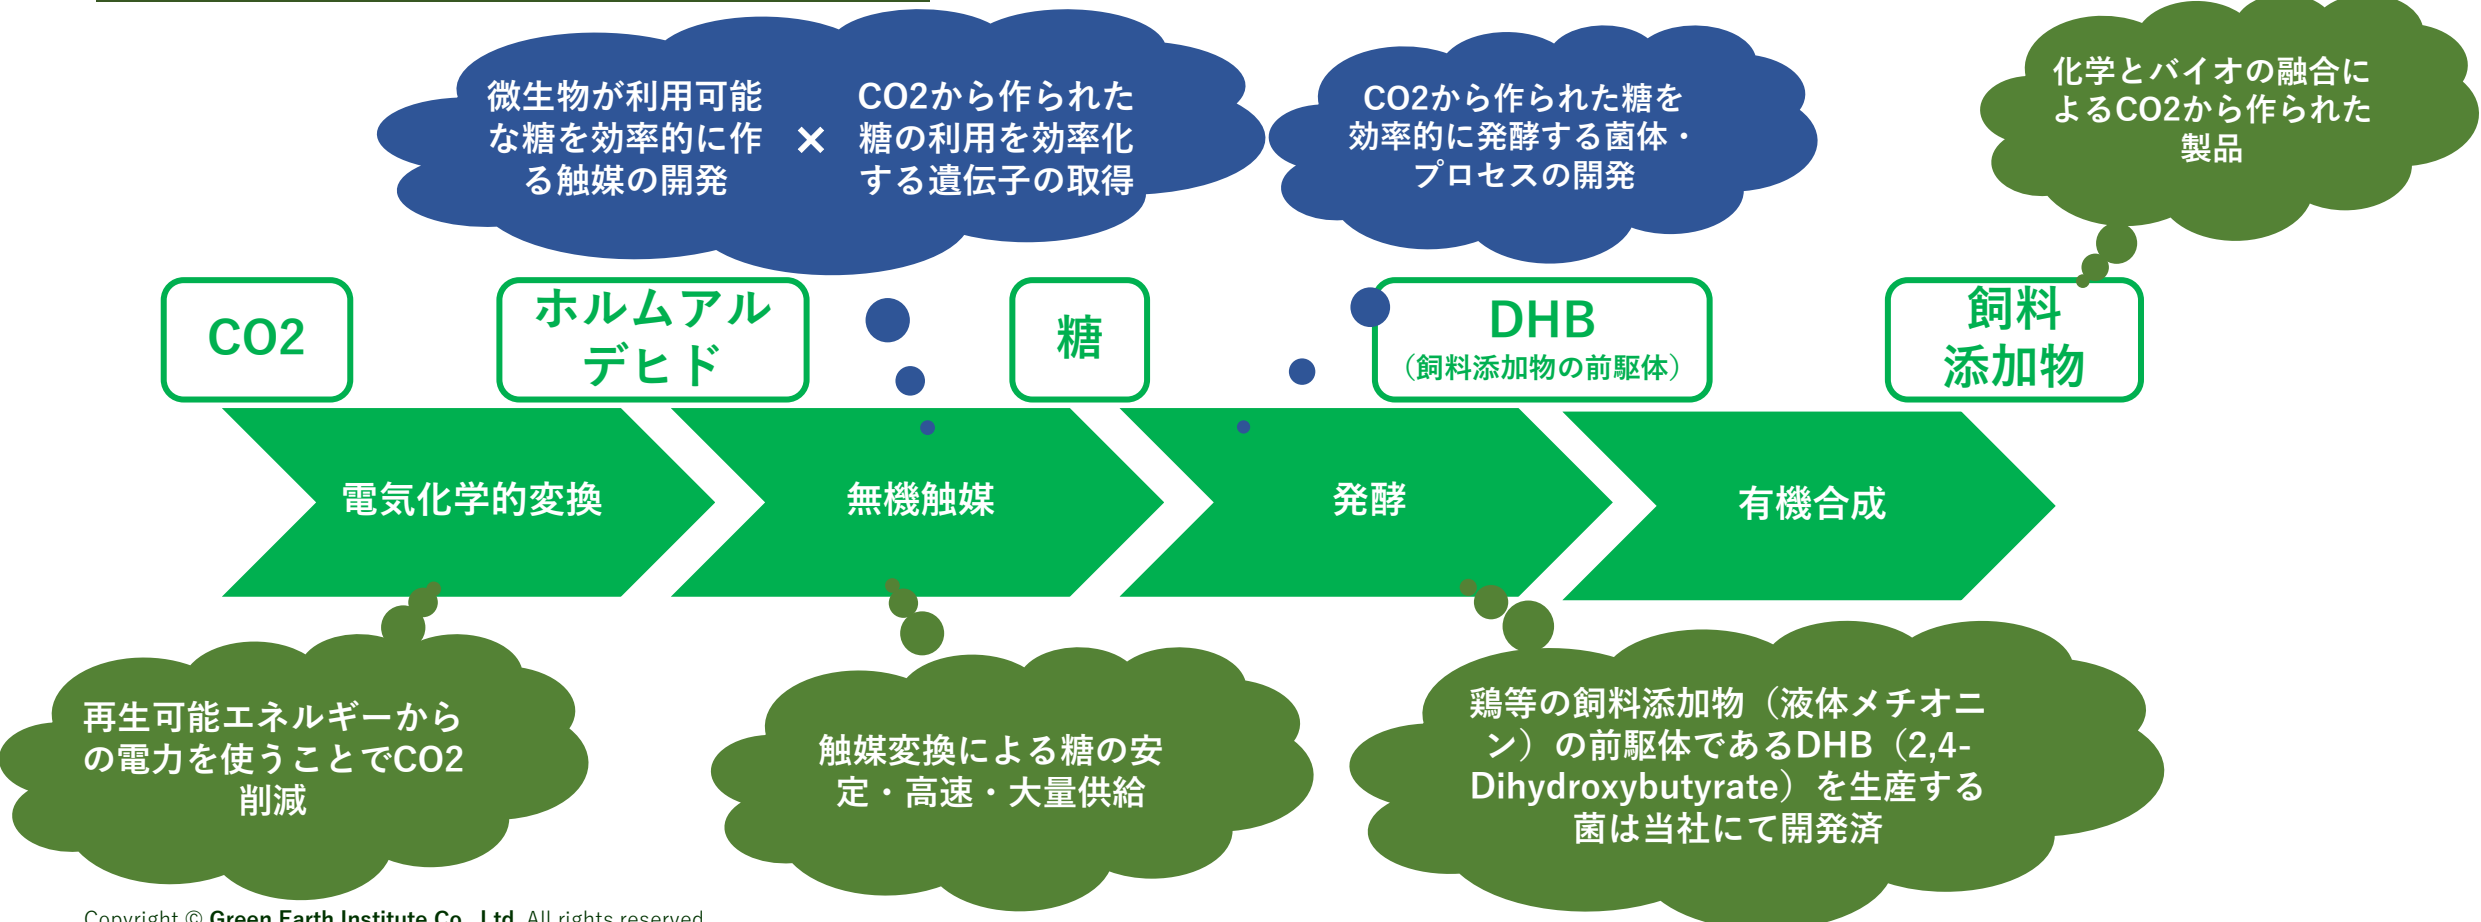 微生物が利用可能
な糖を効率的に作
る触媒の開発
×
CO2から作られた
糖の利用を効率化
する遺伝子の取得
CO2から作られた糖を
効率的に発酵する菌体・
プロセスの開発
化学とバイオの融合に
よるCO2から作られた
製品
CO2
ホルムアル
デヒド
糖
DHB
（飼料添加物の前駆体）
飼料
添加物
電気化学的変換
無機触媒
発酵
有機合成
再生可能エネルギーから
の電力を使うことでCO2
削減
触媒変換による糖の安
定・高速・大量供給
鶏等の飼料添加物（液体メチオニ
ン）の前駆体であるDHB（2,4-
Dihydroxybutyrate）を生産する
菌は当社にて開発済
Copyright © Green Earth Institute Co., Ltd. All rights reserved